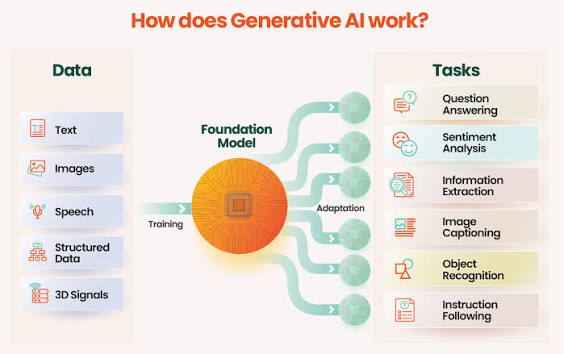 How does Generative AI work?
Data
Text
Images
Speech
Structured
Data
3D Signals
Training
Foundation
Model
Adaptation
Tasks
Question
Answering
Sentiment
Analysis
Information
Extraction
Image
Captioning
Object
Recognition
Instruction
Following